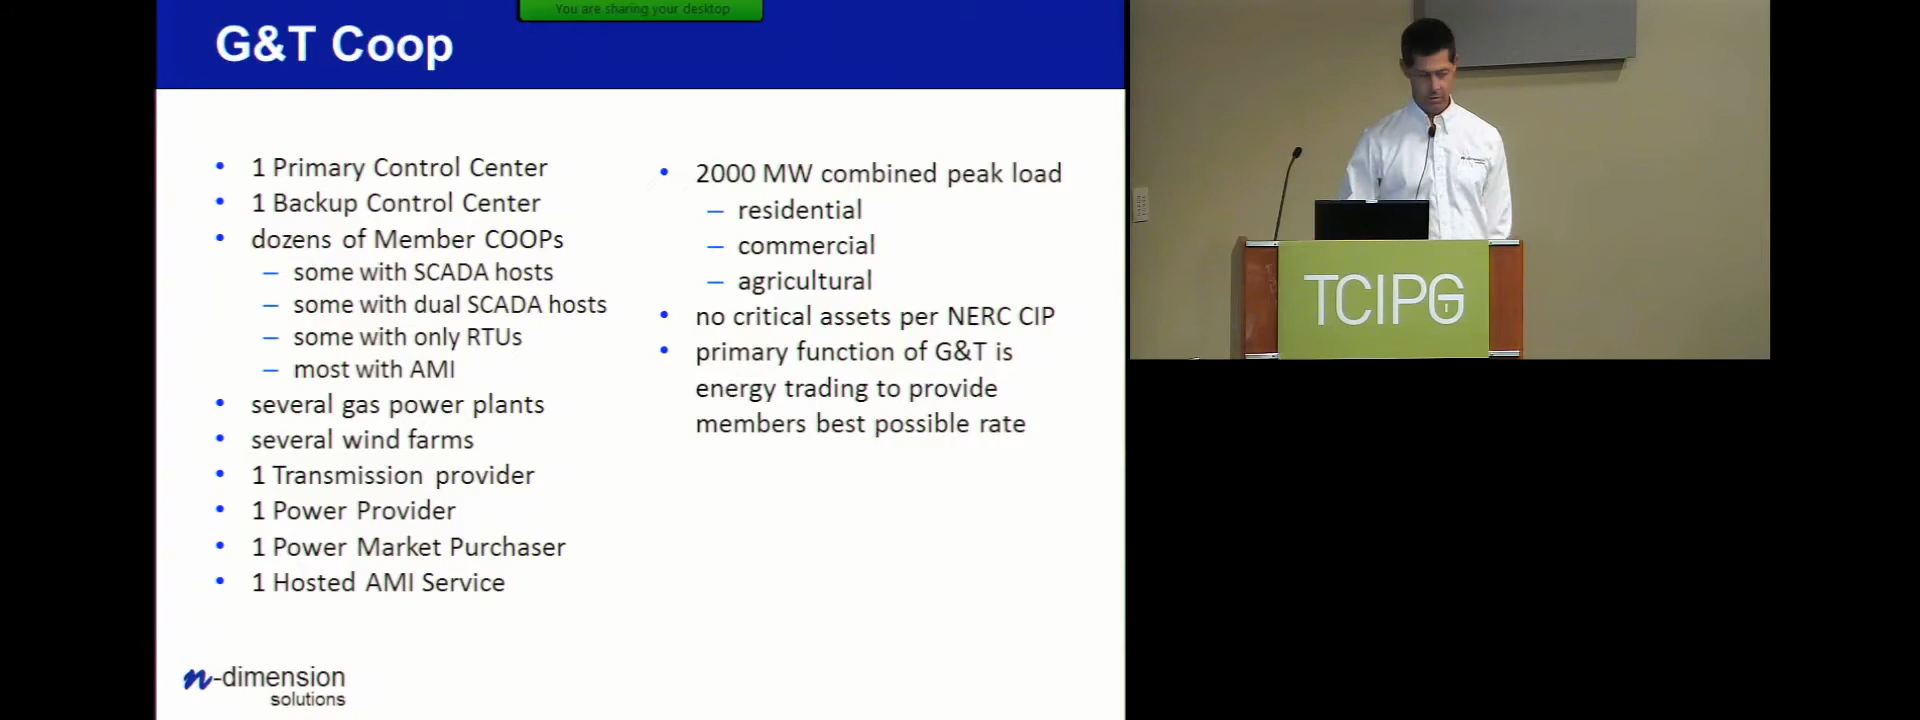 You are sharing your desktop
G&T Coop
• 1 Primary Control Center
• 1 Backup Control Center
• dozens of Member COOPs
– some with SCADA hosts
– some with dual SCADA hosts
– some with only RTUs
– most with AMI
• several gas power plants
• several wind farms
• 1 Transmission provider
• 1 Power Provider
• 1 Power Market Purchaser
• 1 Hosted AMI Service
• 2000 MW combined peak load
– residential
– commercial
– agricultural
• no critical assets per NERC CIP
• primary function of G&T is
energy trading to provide
members best possible rate
n-dimension
solutions
n-dimension
TCIPG